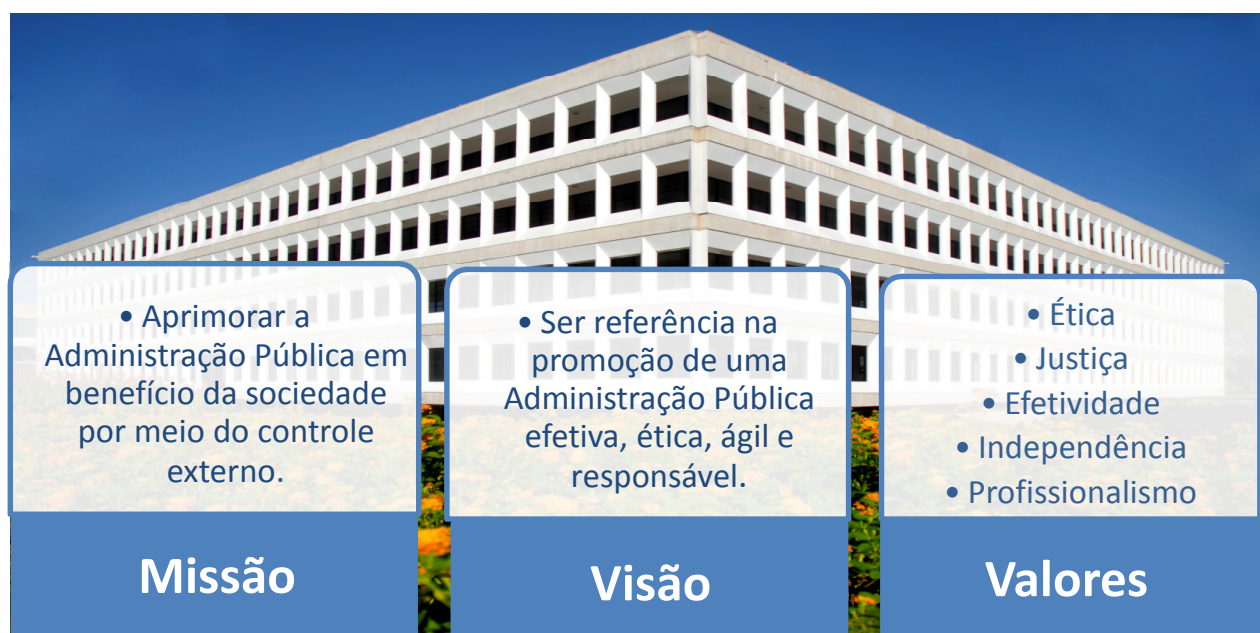 • Aprimorar a
Administração Pública em
benefício da sociedade
por meio do controle
externo.
Missão
• Ser referência na
promoção de uma
Administração Pública
efetiva, ética, ágil e
responsável.
Visão
• Ética
• Justiça
• Efetividade
• Independência
• Profissionalismo
Valores